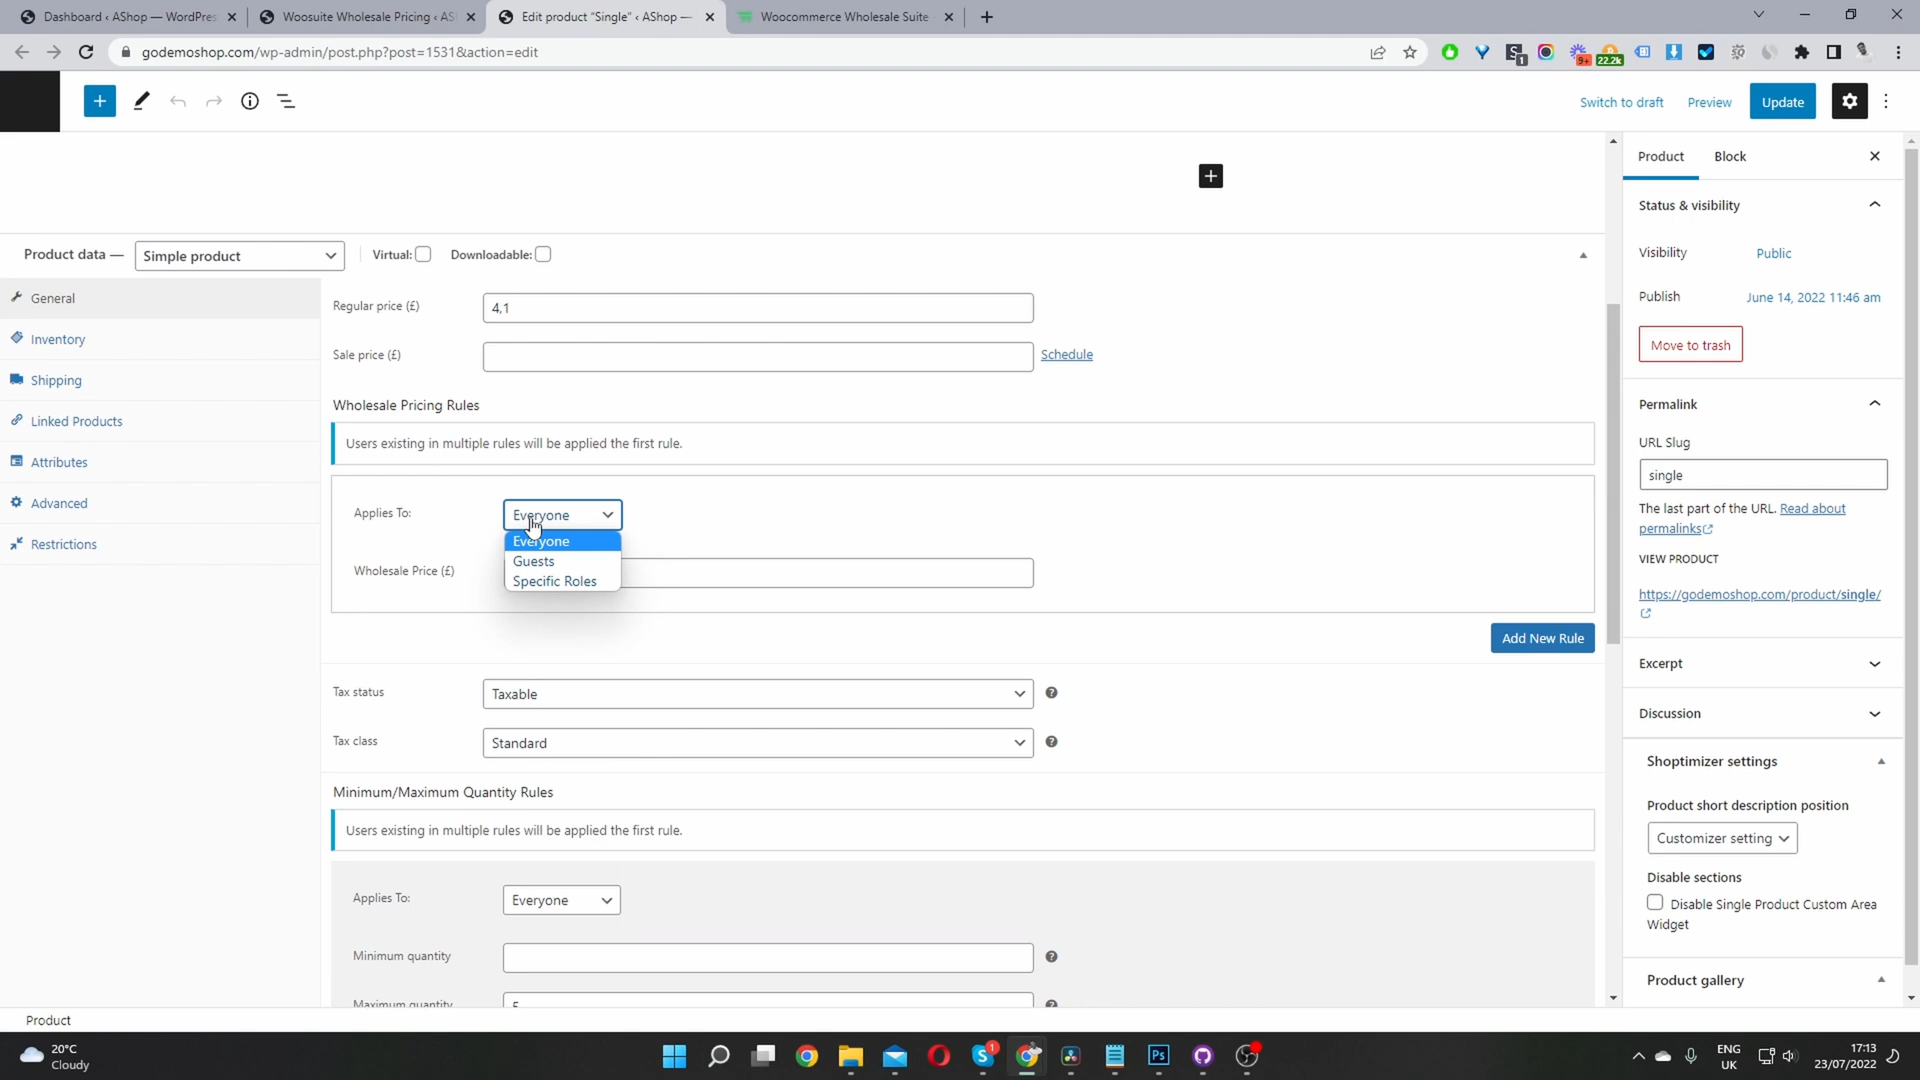 Dashboard ‹ AShop — WordPres
Woosuite Wholesale Pricing ‹ AS
Edit product “Single” ‹ AShop —
Woocommerce Wholesale Suite
godemoshop.com/wp-admin/post.php?post=1531&action=edit
1
9+
22.2k
Switch to draft
Preview
Update
Product data —
Simple product
Virtual:
Downloadable:
General
Inventory
Shipping
Linked Products
Attributes
Advanced
Restrictions
Regular price (£)
4,1
Sale price (£)
Schedule
Wholesale Pricing Rules
Users existing in multiple rules will be applied the first rule.
Applies To:
Everyone
Everyone
Guests
Specific Roles
Wholesale Price (£)
Add New Rule
Tax status
Taxable
Tax class
Standard
Minimum/Maximum Quantity Rules
Users existing in multiple rules will be applied the first rule.
Applies To:
Everyone
Minimum quantity
Maximum quantity
5
Product
Block
Status & visibility
Visibility
Public
Publish
June 14, 2022 11:46 am
Move to trash
Permalink
URL Slug
single
The last part of the URL. Read about
permalinks
VIEW PRODUCT
https://godemoshop.com/product/single/
Excerpt
Discussion
Shoptimizer settings
Product short description position
Customizer setting
Disable sections
Disable Single Product Custom Area
Widget
Product gallery
Product
20°C
Cloudy
1
Ps
ENG
UK
17:13
23/07/2022